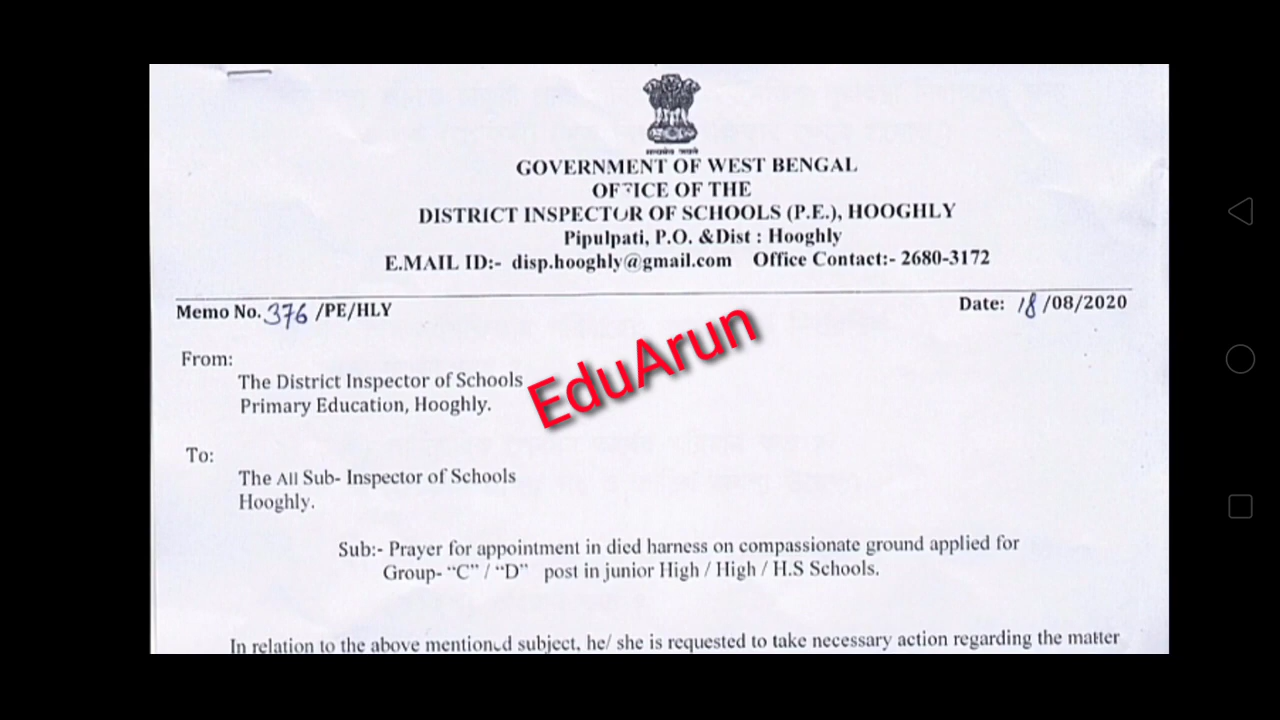 GOVERNMENT OF WEST BENGAL
OFFICE OF THE
DISTRICT INSPECTOR OF SCHOOLS (P.E.), HOOGHLY
Pipulpati, P.O. &Dist : Hooghly
E.MAIL ID:- disp.hooghly@gmail.com Office Contact:- 2680-3172
Memo No. 376 /PE/HLY Date: 18/08/2020
EduArun
From:
The District Inspector of Schools
Primary Education, Hooghly.
To:
The All Sub- Inspector of Schools
Hooghly.
Sub:- Prayer for appointment in died harness on compassionate ground applied for
Group- “C” / “D” post in junior High / High / H.S Schools.
In relation to the above mentioned subject, he/ she is requested to take necessary action regarding the matter